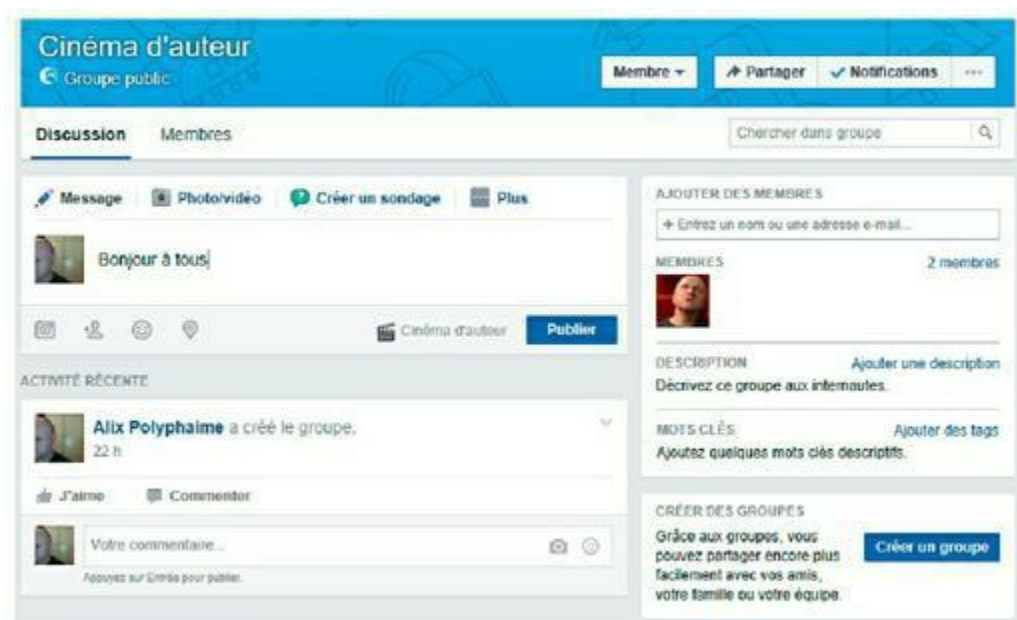 Cinéma d'auteur
Groupe public
Membre
Partager
Notifications
Discussion
Membres
Chercher dans groupe
Message
Photo/vidéo
Créer un sondage
Plus
Bonjour à tous
Cinéma d'auteur
Publier
ACTIVITÉ RÉCENTE
Alix Polyphaime a créé le groupe.
22 h
J'aime
Commenter
Votre commentaire...
Appuyez sur Entrée pour publier.
AJOUTER DES MEMBRES
+ Entrez un nom ou une adresse e-mail...
MEMBRES
2 membres
DESCRIPTION
Ajouter une description
Décrivez ce groupe aux internautes.
MOTS CLÉS
Ajouter des tags
Ajoutez quelques mots clés descriptifs.
CRÉER DES GROUPES
Grâce aux groupes, vous
pouvez partager encore plus
facilement avec vos amis,
votre famille ou votre équipe.
Créer un groupe